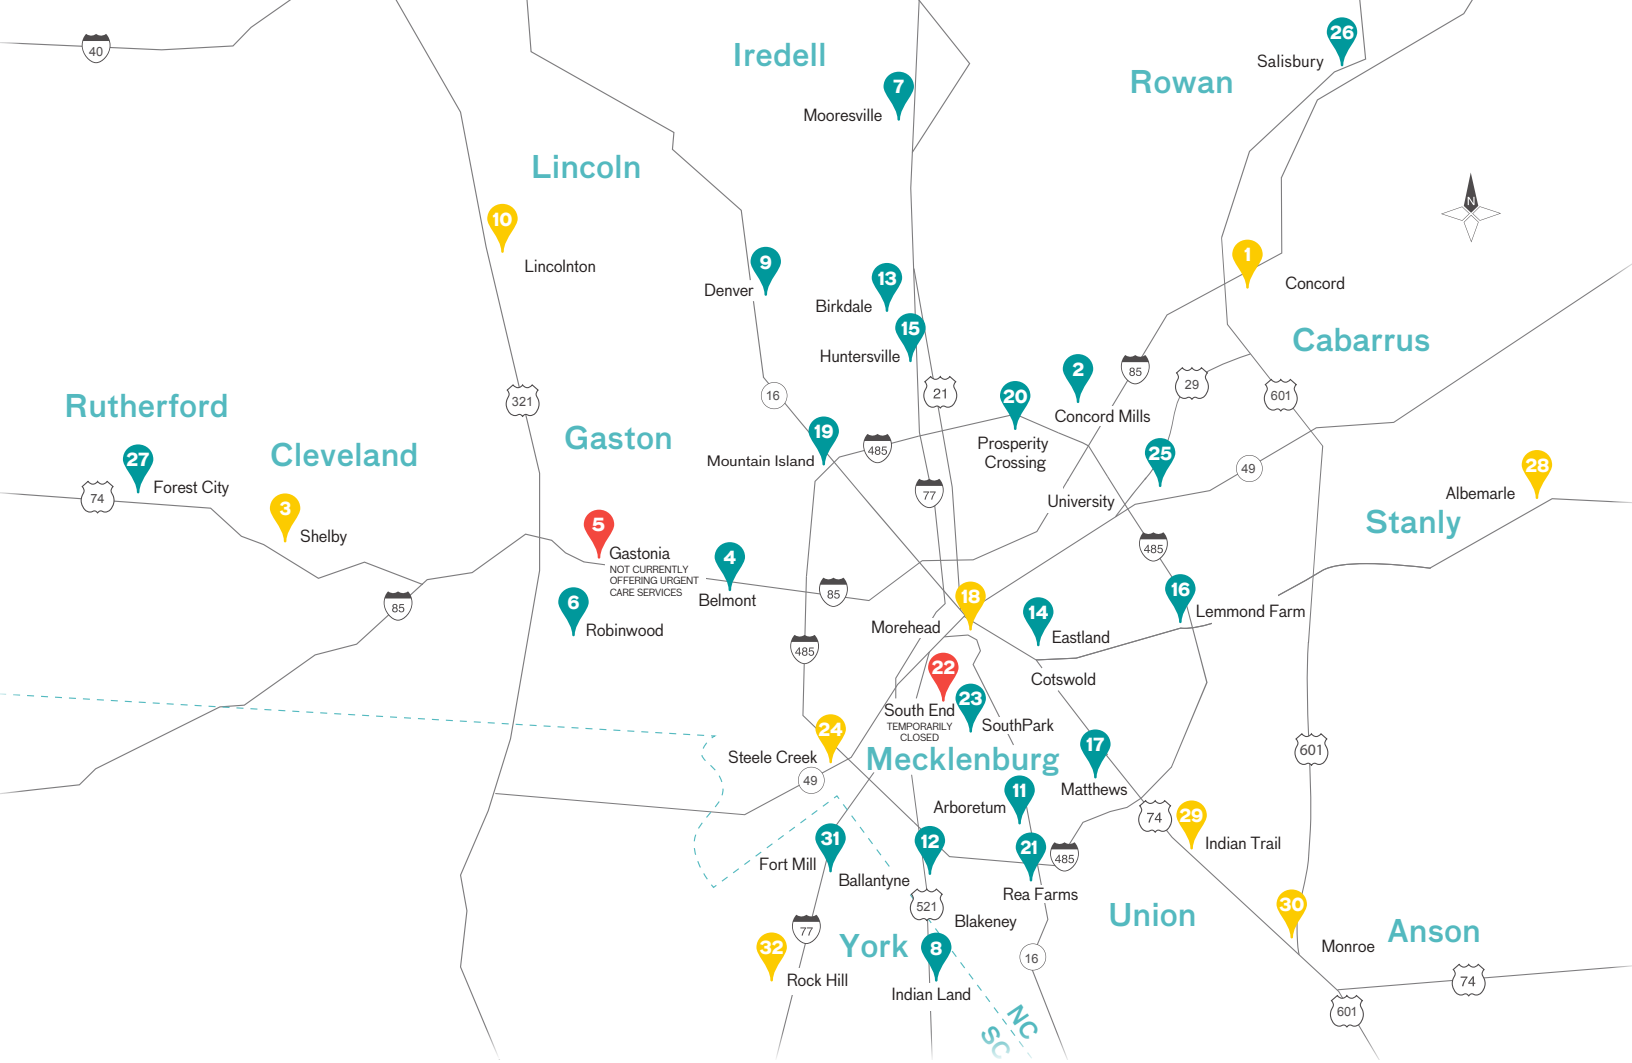 40
Iredell
7
Mooresville
Rowan
26
Salisbury
Lincoln
10
Lincolnton
9
Denver
13
Birkdale
15
Huntersville
N
1
Concord
Cabarrus
Rutherford
321
16
21
20
Prosperity
Crossing
2
Concord Mills
85
29
601
27
Forest City
74
Cleveland
3
Shelby
Gaston
19
Mountain Island
485
77
25
University
49
28
Albemarle
Stanly
5
Gastonia
NOT CURRENTLY
OFFERING URGENT
CARE SERVICES
4
Belmont
85
485
85
6
Robinwood
18
Morehead
14
Eastland
16
Lemmond Farm
485
Cotswold
22
South End
TEMPORARILY
CLOSED
23
SouthPark
24
Steele Creek
49
Mecklenburg
17
Matthews
601
11
Arboretum
74
29
Indian Trail
31
Fort Mill
12
Ballantyne
21
Rea Farms
485
521
Blakeney
Union
30
Monroe
Anson
77
32
Rock Hill
York
8
Indian Land
16
74
601
NC
SC